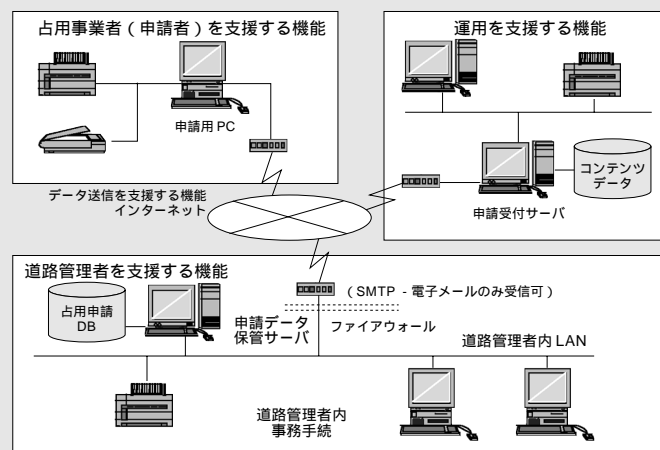 占用事業者(申請者)を支援する機能
申請用 PC
運用を支援する機能
コンテンツ
データ
申請受付サーバ
データ送信を支援する機能
インターネット
道路管理者を支援する機能
占用申請
DB
(SMTP - 電子メールのみ受信可)
申請データ
保管サーバ
ファイアウォール
道路管理者内 LAN
道路管理者内
事務手続